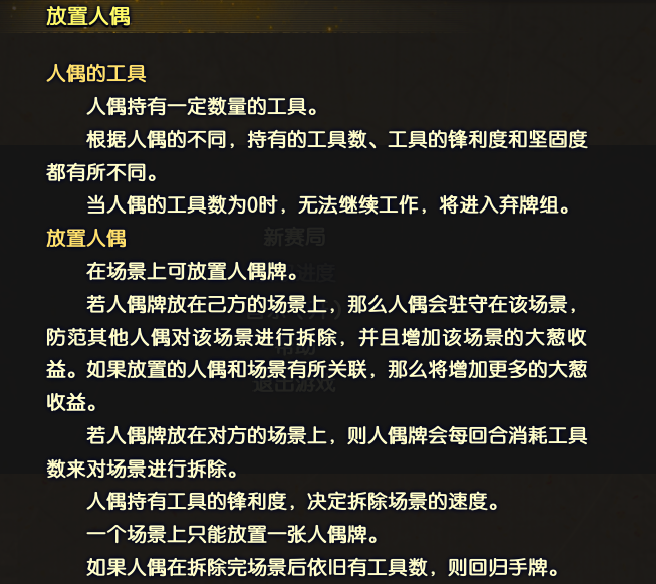 放置人偶
人偶的工具
人偶持有一定数量的工具。
根据人偶的不同，持有的工具数、工具的锋利度和坚固度
都有所不同。
当人偶的工具数为0时，无法继续工作，将进入弃牌组。
放置人偶
新赛局
在场景上可放置人偶牌。
进度
若人偶牌放在己方的场景上，那么人偶会驻守在该场景，
防范其他人偶对该场景进行拆除，并且增加该场景的大葱收
益。如果放置的人偶和场景有所关联，那么将增加更多的大葱
退出游戏
收益。
若人偶牌放在对方的场景上，则人偶牌会每回合消耗工具
数来对场景进行拆除。
人偶持有工具的锋利度，决定拆除场景的速度。
一个场景上只能放置一张人偶牌。
如果人偶在拆除完场景后依旧有工具数，则回归手牌。